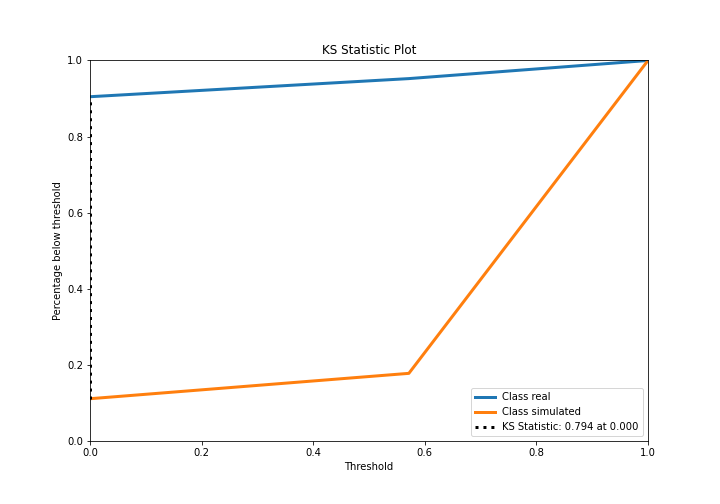 KS Statistic Plot
1.0
0.8
0.6
0.4
0.2
0.0
Percentage below threshold
0.0 0.2 0.4 0.6 0.8 1.0
Threshold
Class real
Class simulated
KS Statistic: 0.794 at 0.000